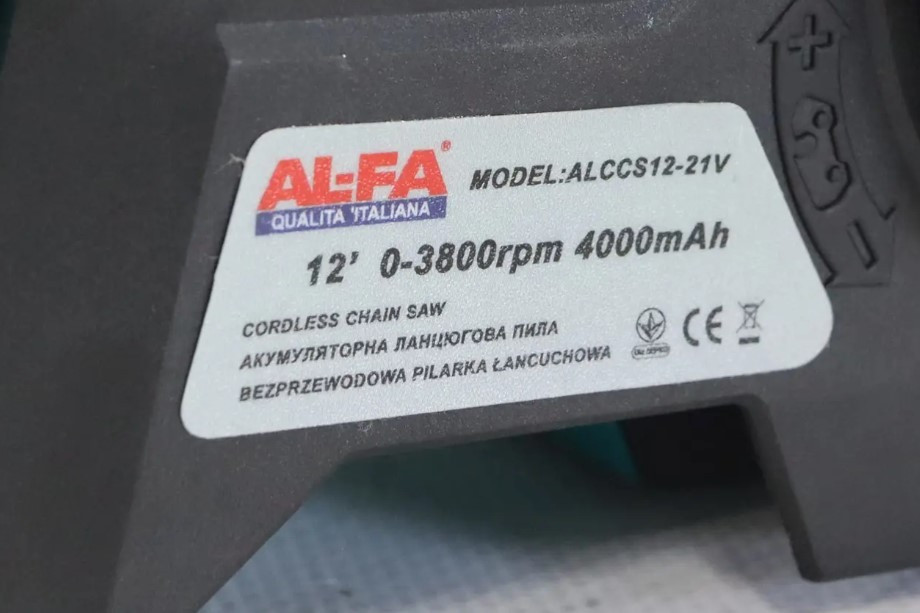 AL-FA®
QUALITA 'ITALIANA'
MODEL:ALCCS12-21V
12' 0-3800rpm 4000mAh
CORDLESS CHAIN SAW
АКУМУЛЯТОРНА ЛАНЦЮГОВА ПИЛА
BEZPRZEWODOWA PILARKA ŁANCUCHOWA
CE
+
-